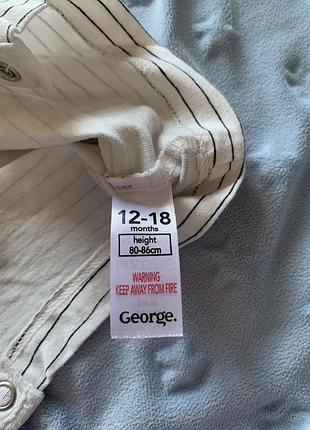 12-18
months
height
80-86cm
WARNING
KEEP AWAY FROM FIRE
George.